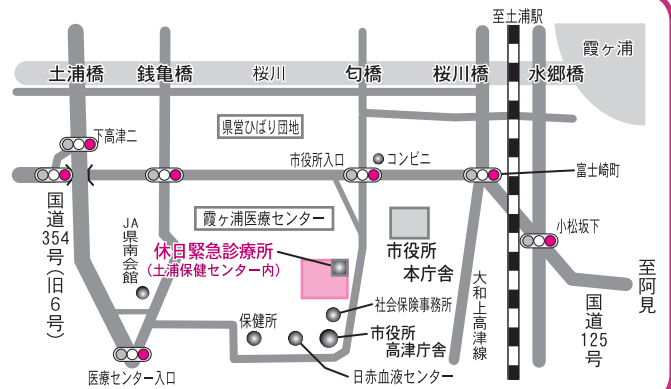 至土浦駅
霞ヶ浦
土浦橋
銭亀橋
桜川
匂橋
桜川橋
水郷橋
県営ひばり団地
下高津二
市役所入口
コンビニ
富士崎町
国道354号(旧6号)
JA県南会館
霞ヶ浦医療センター
市役所
本庁舎
小松坂下
休日緊急診療所
(土浦保健センター内)
至阿見
大和上高津線
国道125号
社会保険事務所
保健所
市役所
高津庁舎
日赤血液センター
医療センター入口